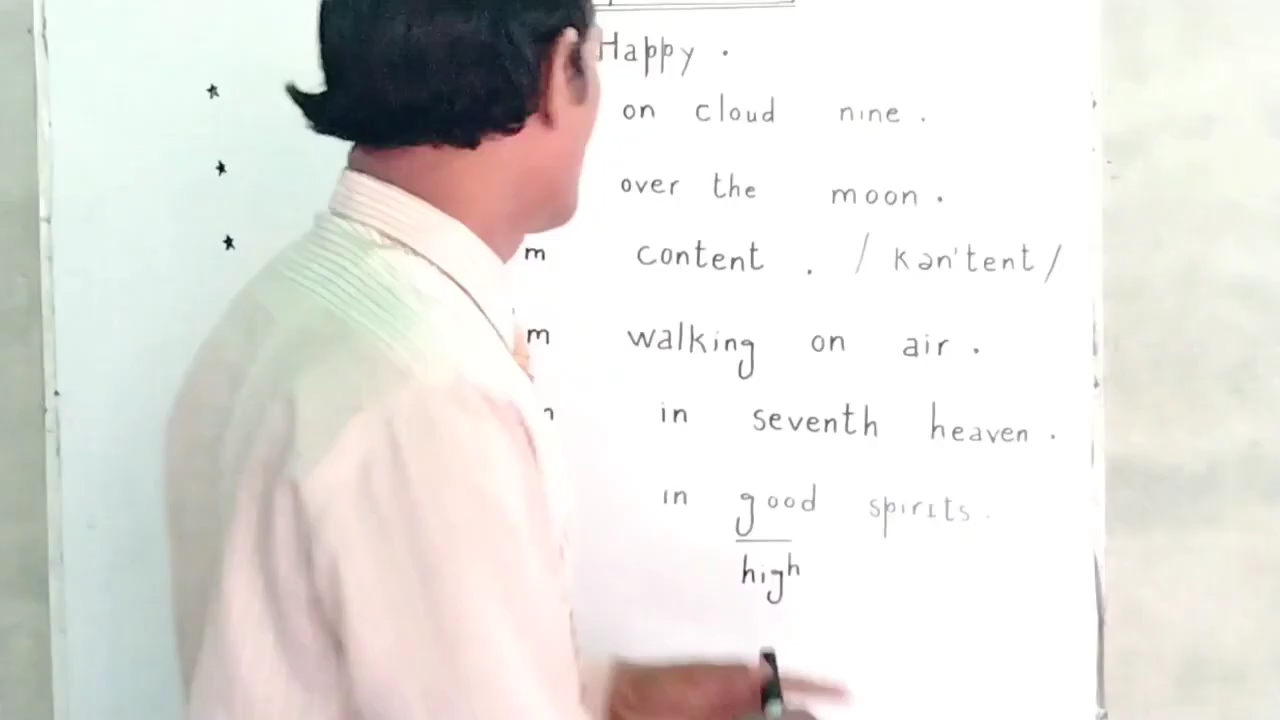 Happy .
on cloud nine .
over the moon .
m content . / kən'tent /
m walking on air .
in seventh heaven .
in good spirits .
high